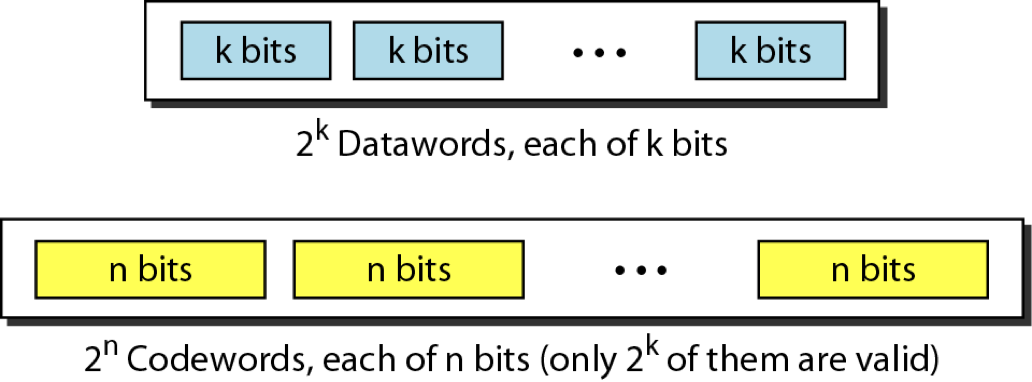 k bits k bits ••• k bits
2^k Datawords, each of k bits
n bits n bits ••• n bits
2^n Codewords, each of n bits (only 2^k of them are valid)